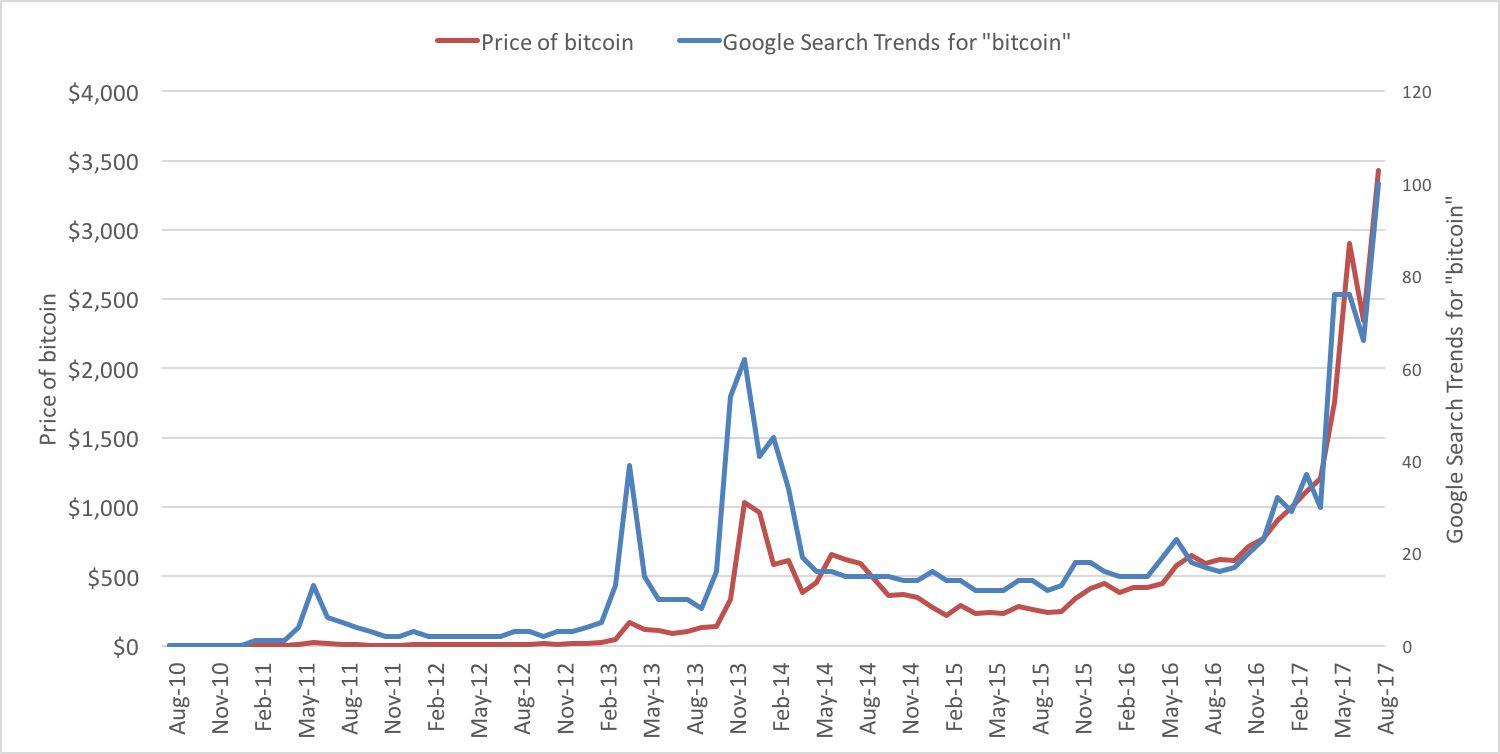 Price of bitcoin
Google Search Trends for "bitcoin"
$4,000
$3,500
$3,000
$2,500
$2,000
$1,500
$1,000
$500
$0
Price of bitcoin
120
100
80
60
40
20
0
Google Search Trends for "bitcoin"
Aug-10
Nov-10
Feb-11
May-11
Aug-11
Nov-11
Feb-12
May-12
Aug-12
Nov-12
Feb-13
May-13
Aug-13
Nov-13
Feb-14
May-14
Aug-14
Nov-14
Feb-15
May-15
Aug-15
Nov-15
Feb-16
May-16
Aug-16
Nov-16
Feb-17
May-17
Aug-17